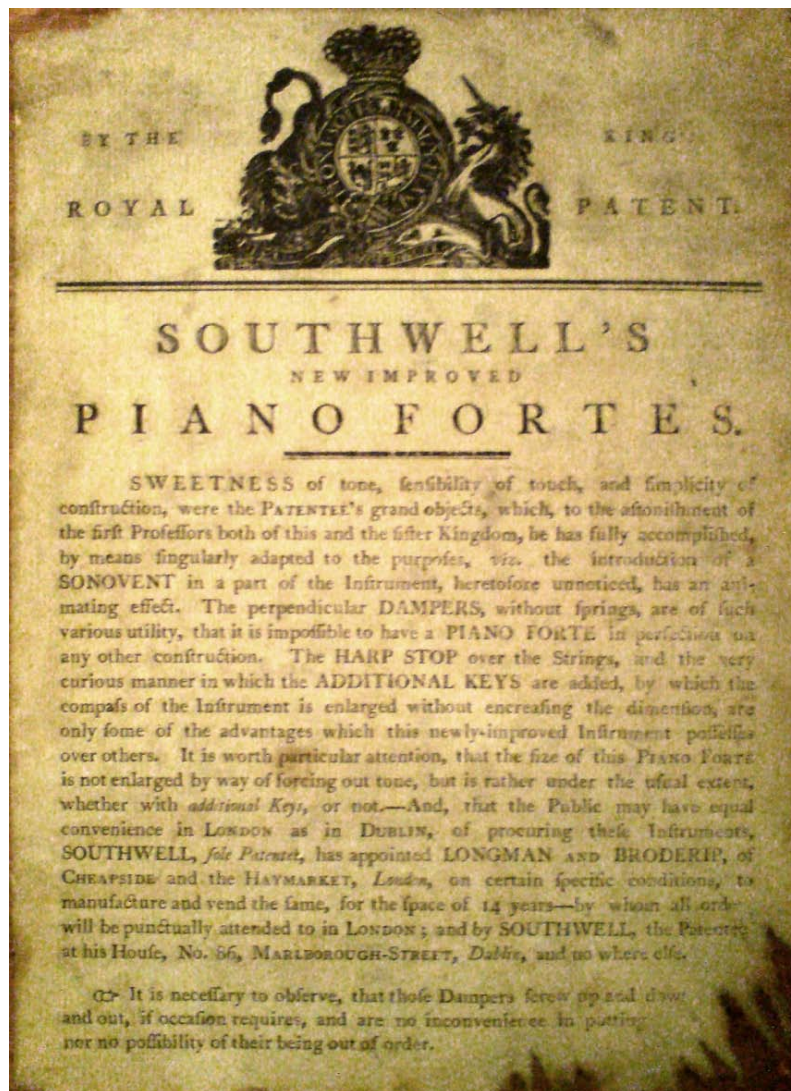 BY THE KING'
ROYAL PATENT.
SOUTHWELL'S
NEW IMPROVED
PIANO FORTES.
SWEETNESS of tone, ſenſibility of touch, and ſimplicity of
conſtruction, were the PATENTEE's grand objects, which, to the aſtoniſhment of
the firſt Profeſſors both of this and the ſiſter Kingdom, he has fully accompliſhed,
by means ſingularly adapted to the purpoſes, viz. the introduction of a
SONOVENT in a part of the Inſtrument, heretofore unnoticed, has an ani-
mating effect. The perpendicular DAMPERS, without ſprings, are of ſuch
various utility, that it is impoſſible to have a PIANO FORTE in perfection on
any other conſtruction. The HARP STOP over the Strings, and the very
curious manner in which the ADDITIONAL KEYS are added, by which the
compaſs of the Inſtrument is enlarged without encreaſing the dimenſion, are
only ſome of the advantages which this newly-improved Inſtrument poſſeſſes
over others. It is worth particular attention, that the ſize of this PIANO FORTE
is not enlarged by way of forcing out tone, but is rather under the uſual extent,
whether with additional Keys, or not.—And, that the Public may have equal
convenience in LONDON as in DUBLIN, of procuring theſe Inſtruments,
SOUTHWELL, ſole Patentee, has appointed LONGMAN AND BRODERIP, of
CHEAPSIDE and the HAYMARKET, London, on certain ſpecific conditions, to
manufacture and vend the ſame, for the ſpace of 14 years—by whom all ord
will be punctually attended to in LONDON; and by SOUTHWELL, the Patentee
at his Houſe, No. 86, MARLBOROUGH-STREET, Dublin, and no where elſe.
☞ It is neceſſary to obſerve, that thoſe Dampers ſcrew up and dow
and out, if occaſion requires, and are no inconvenience in putting
nor no poſſibility of their being out of order.